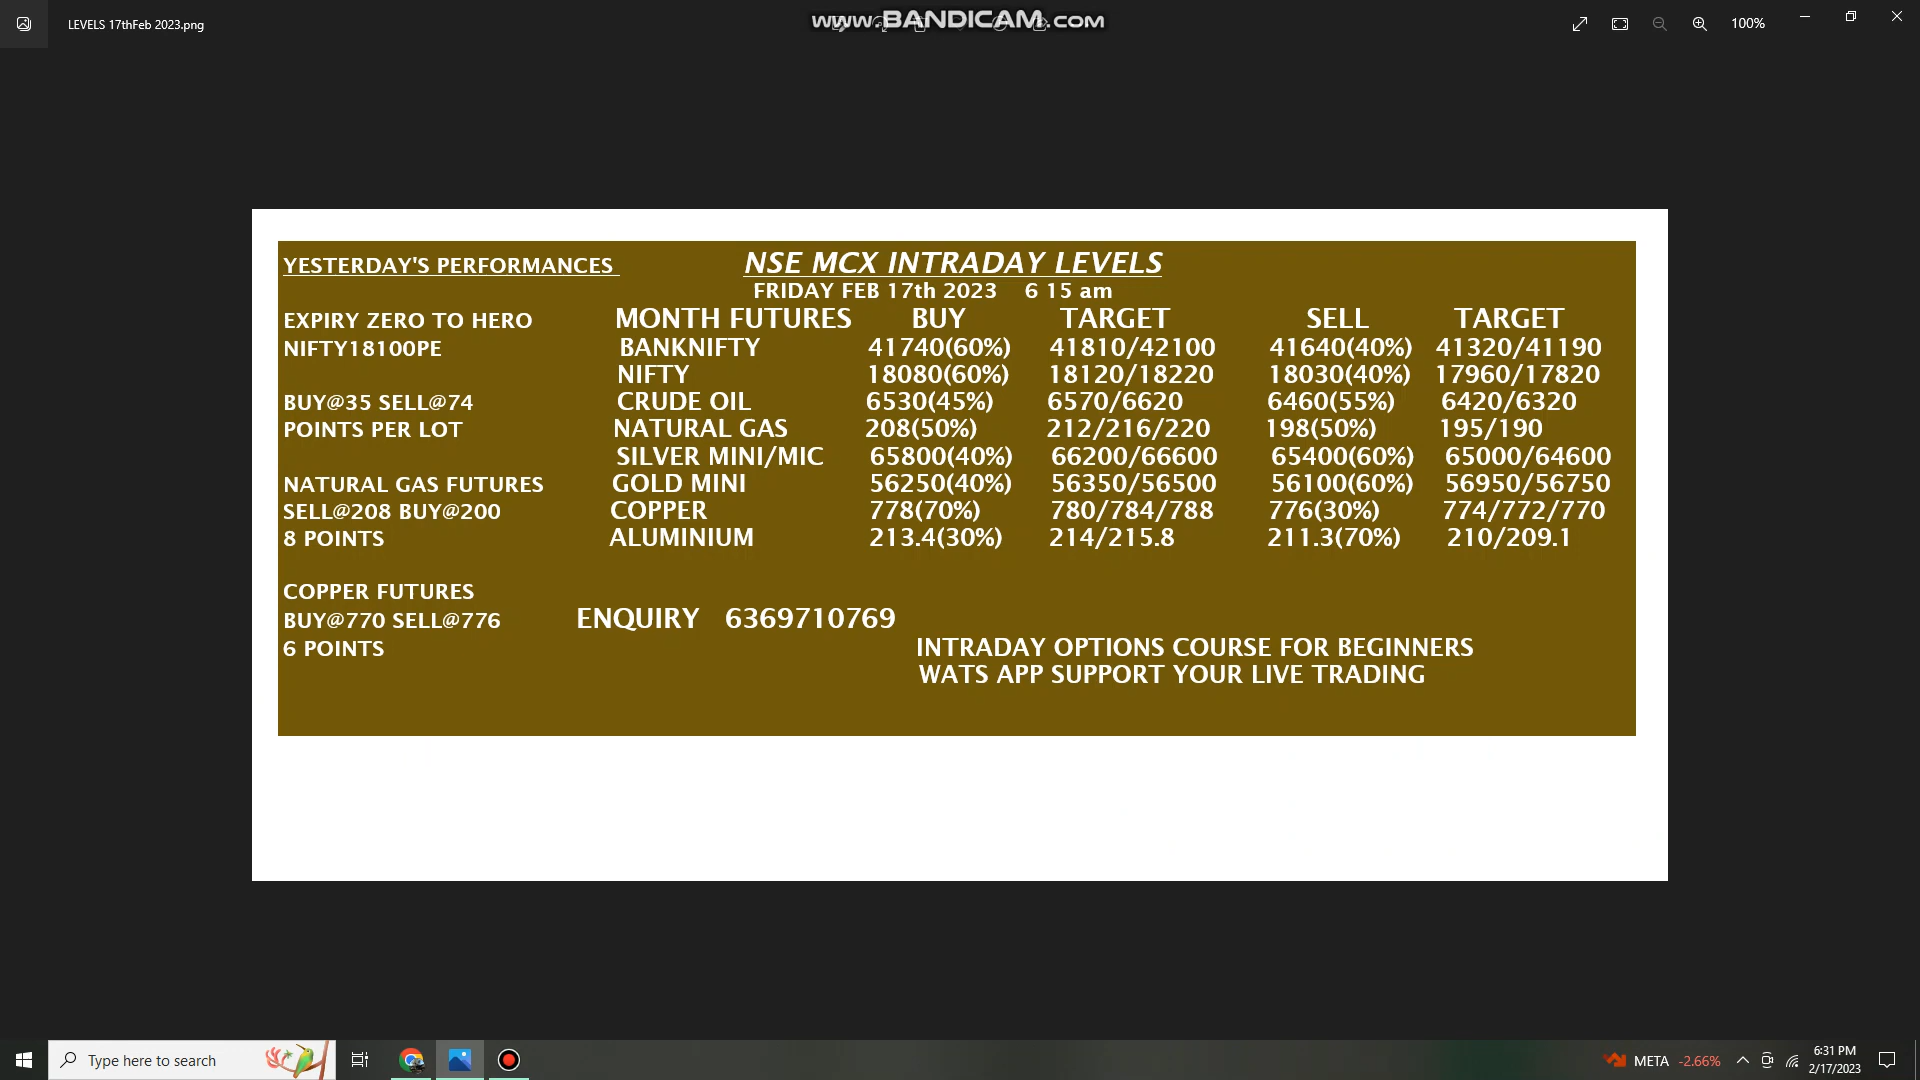 LEVELS 17thFeb 2023.png
www.BANDICAM.com
100%
YESTERDAY'S PERFORMANCES
NSE MCX INTRADAY LEVELS
FRIDAY FEB 17th 2023 6 15 am
EXPIRY ZERO TO HERO MONTH FUTURES BUY TARGET SELL TARGET
NIFTY18100PE BANKNIFTY 41740(60%) 41810/42100 41640(40%) 41320/41190
NIFTY 18080(60%) 18120/18220 18030(40%) 17960/17820
BUY@35 SELL@74 CRUDE OIL 6530(45%) 6570/6620 6460(55%) 6420/6320
POINTS PER LOT NATURAL GAS 208(50%) 212/216/220 198(50%) 195/190
SILVER MINI/MIC 65800(40%) 66200/66600 65400(60%) 65000/64600
NATURAL GAS FUTURES GOLD MINI 56250(40%) 56350/56500 56100(60%) 56950/56750
SELL@208 BUY@200 COPPER 778(70%) 780/784/788 776(30%) 774/772/770
8 POINTS ALUMINIUM 213.4(30%) 214/215.8 211.3(70%) 210/209.1
COPPER FUTURES
BUY@770 SELL@776 ENQUIRY 6369710769
6 POINTS INTRADAY OPTIONS COURSE FOR BEGINNERS
WATS APP SUPPORT YOUR LIVE TRADING
Type here to search
META -2.66%
6:31 PM
2/17/2023